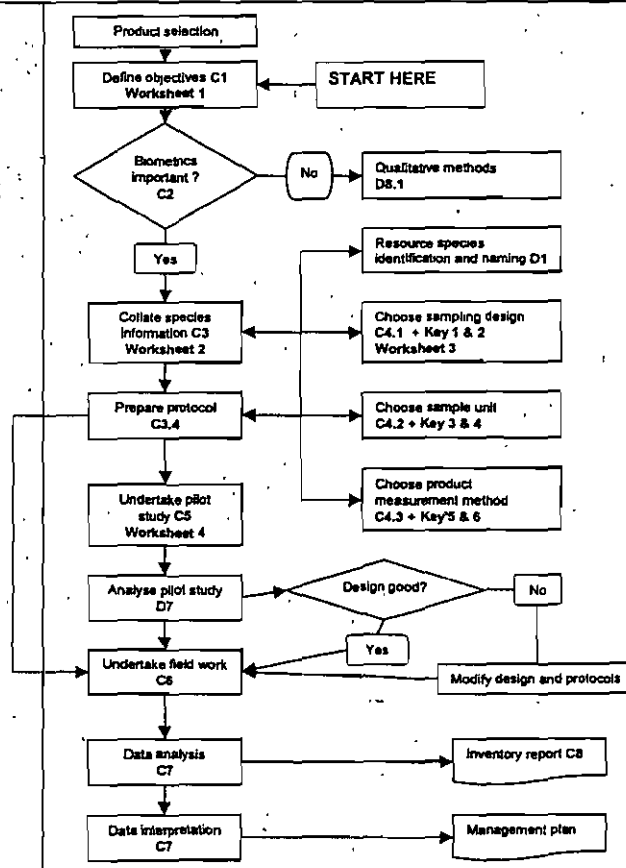 Product selection
Define objectives C1
Worksheet 1
START HERE
Biometrics
important ?
C2
No
Qualitative methods
D8.1
Yes
Resource species
identification and naming D1
Collate species
information C3
Worksheet 2
Choose sampling design
C4.1 + Key 1 & 2
Worksheet 3
Prepare protocol
C3,4
Choose sample unit
C4.2 + Key 3 & 4
Choose product
measurement method
C4.3 + Key 5 & 6
Undertake pilot
study C5
Worksheet 4
Analyse pilot study
D7
Design good?
No
Yes
Undertake field work
C6
Modify design and protocols
Data analysis
C7
Inventory report C8
Data interpretation
C7
Management plan